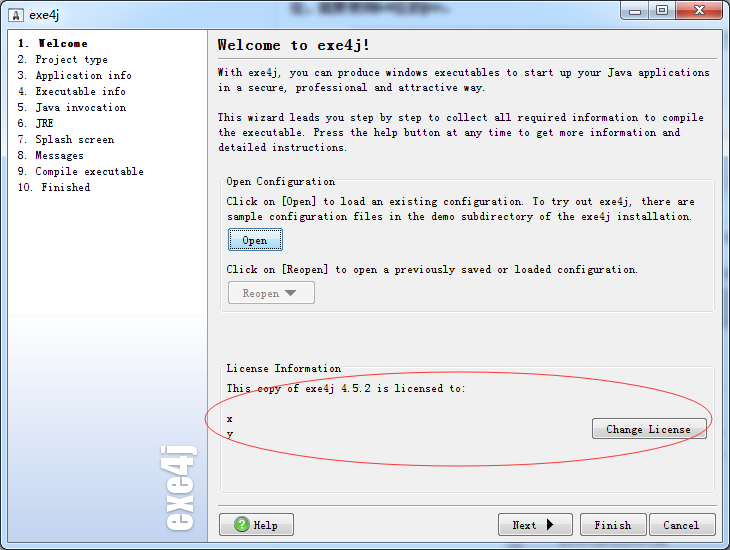 exe4j
1. Welcome
2. Project type
3. Application info
4. Executable info
5. Java invocation
6. JRE
7. Splash screen
8. Messages
9. Compile executable
10. Finished
exe4j
Welcome to exe4j!
With exe4j, you can produce windows executables to start up your Java applications
in a secure, professional and attractive way.
This wizard leads you step by step to collect all required information to compile
the executable. Press the help button at any time to get more information and
detailed instructions.
Open Configuration
Click on [Open] to load an existing configuration. To try out exe4j, there are
sample configuration files in the demo subdirectory of the exe4j installation.
Open
Click on [Reopen] to open a previously saved or loaded configuration.
Reopen
License Information
This copy of exe4j 4.5.2 is licensed to:
x
y
Change License
Help
Next
Finish
Cancel